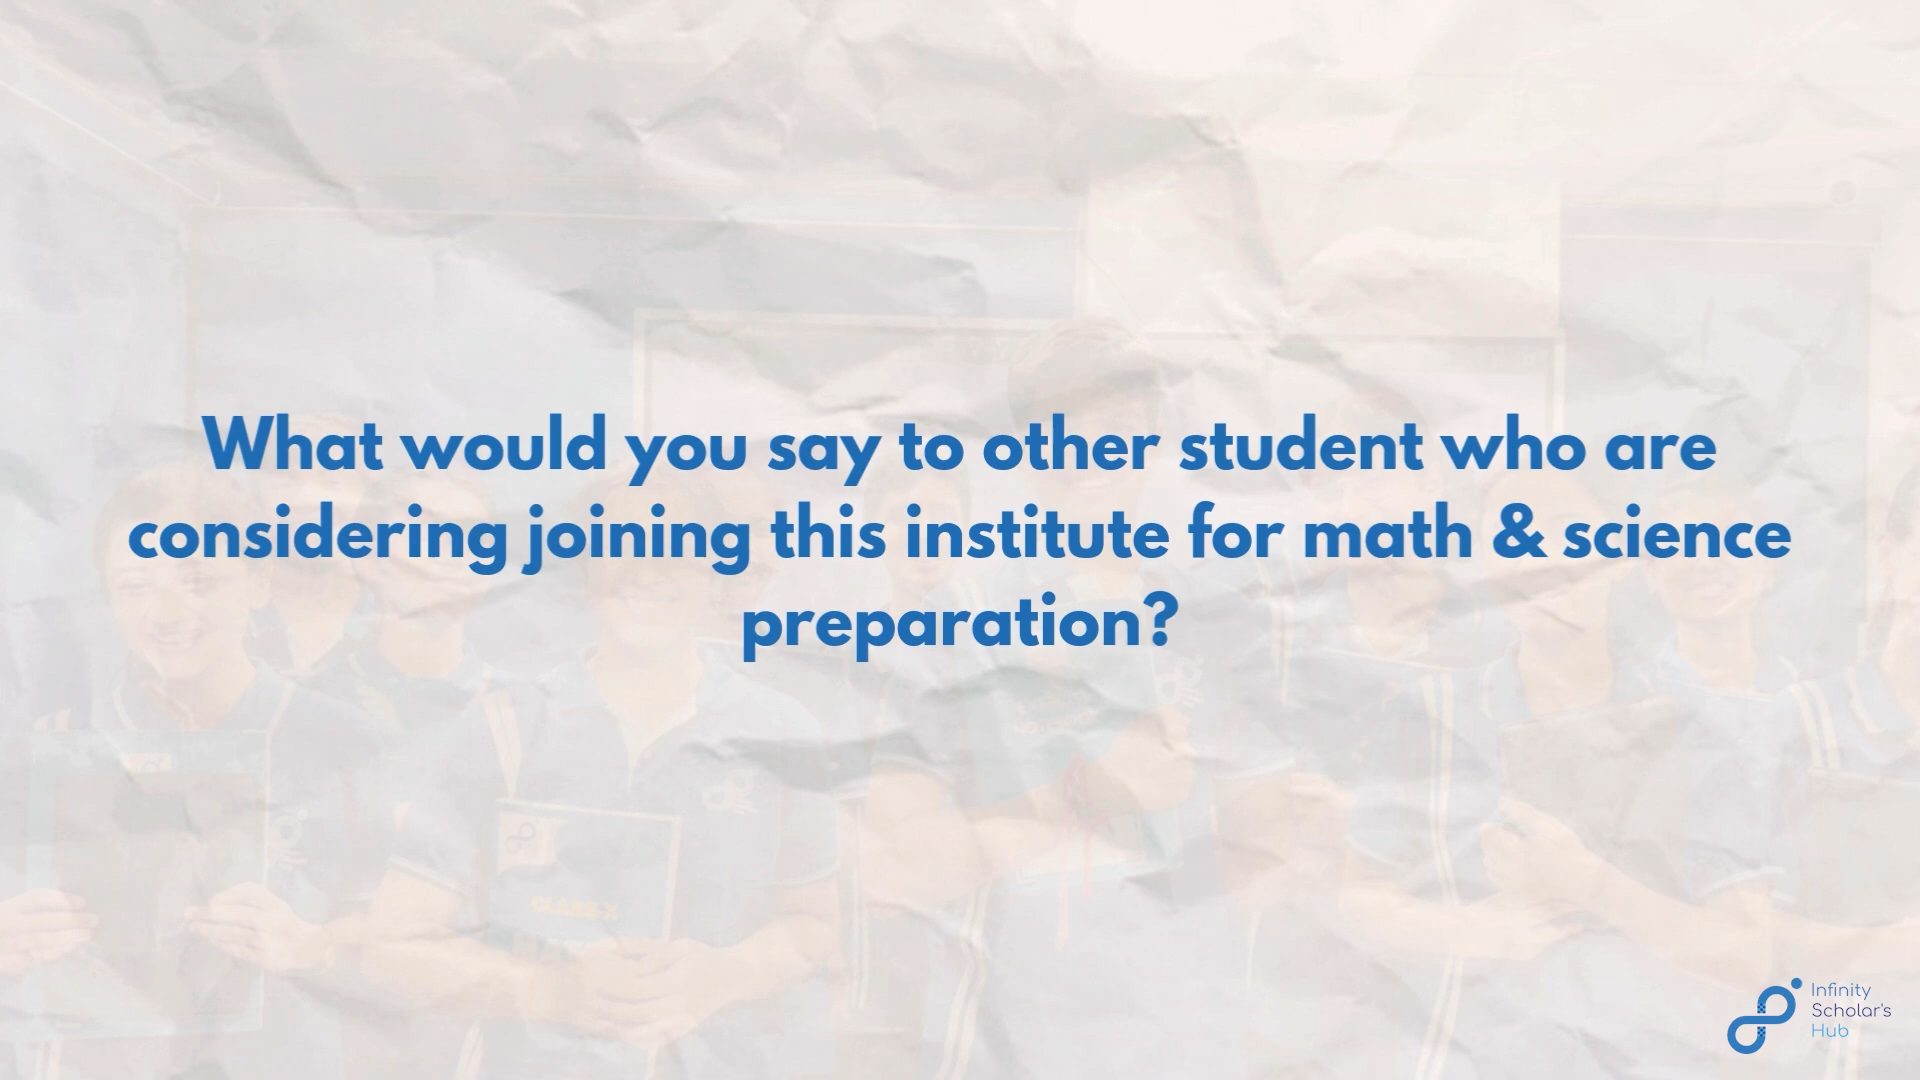 What would you say to other student who are
considering joining this institute for math & science
preparation?
CLASS-X
Infinity
Scholar's
Hub